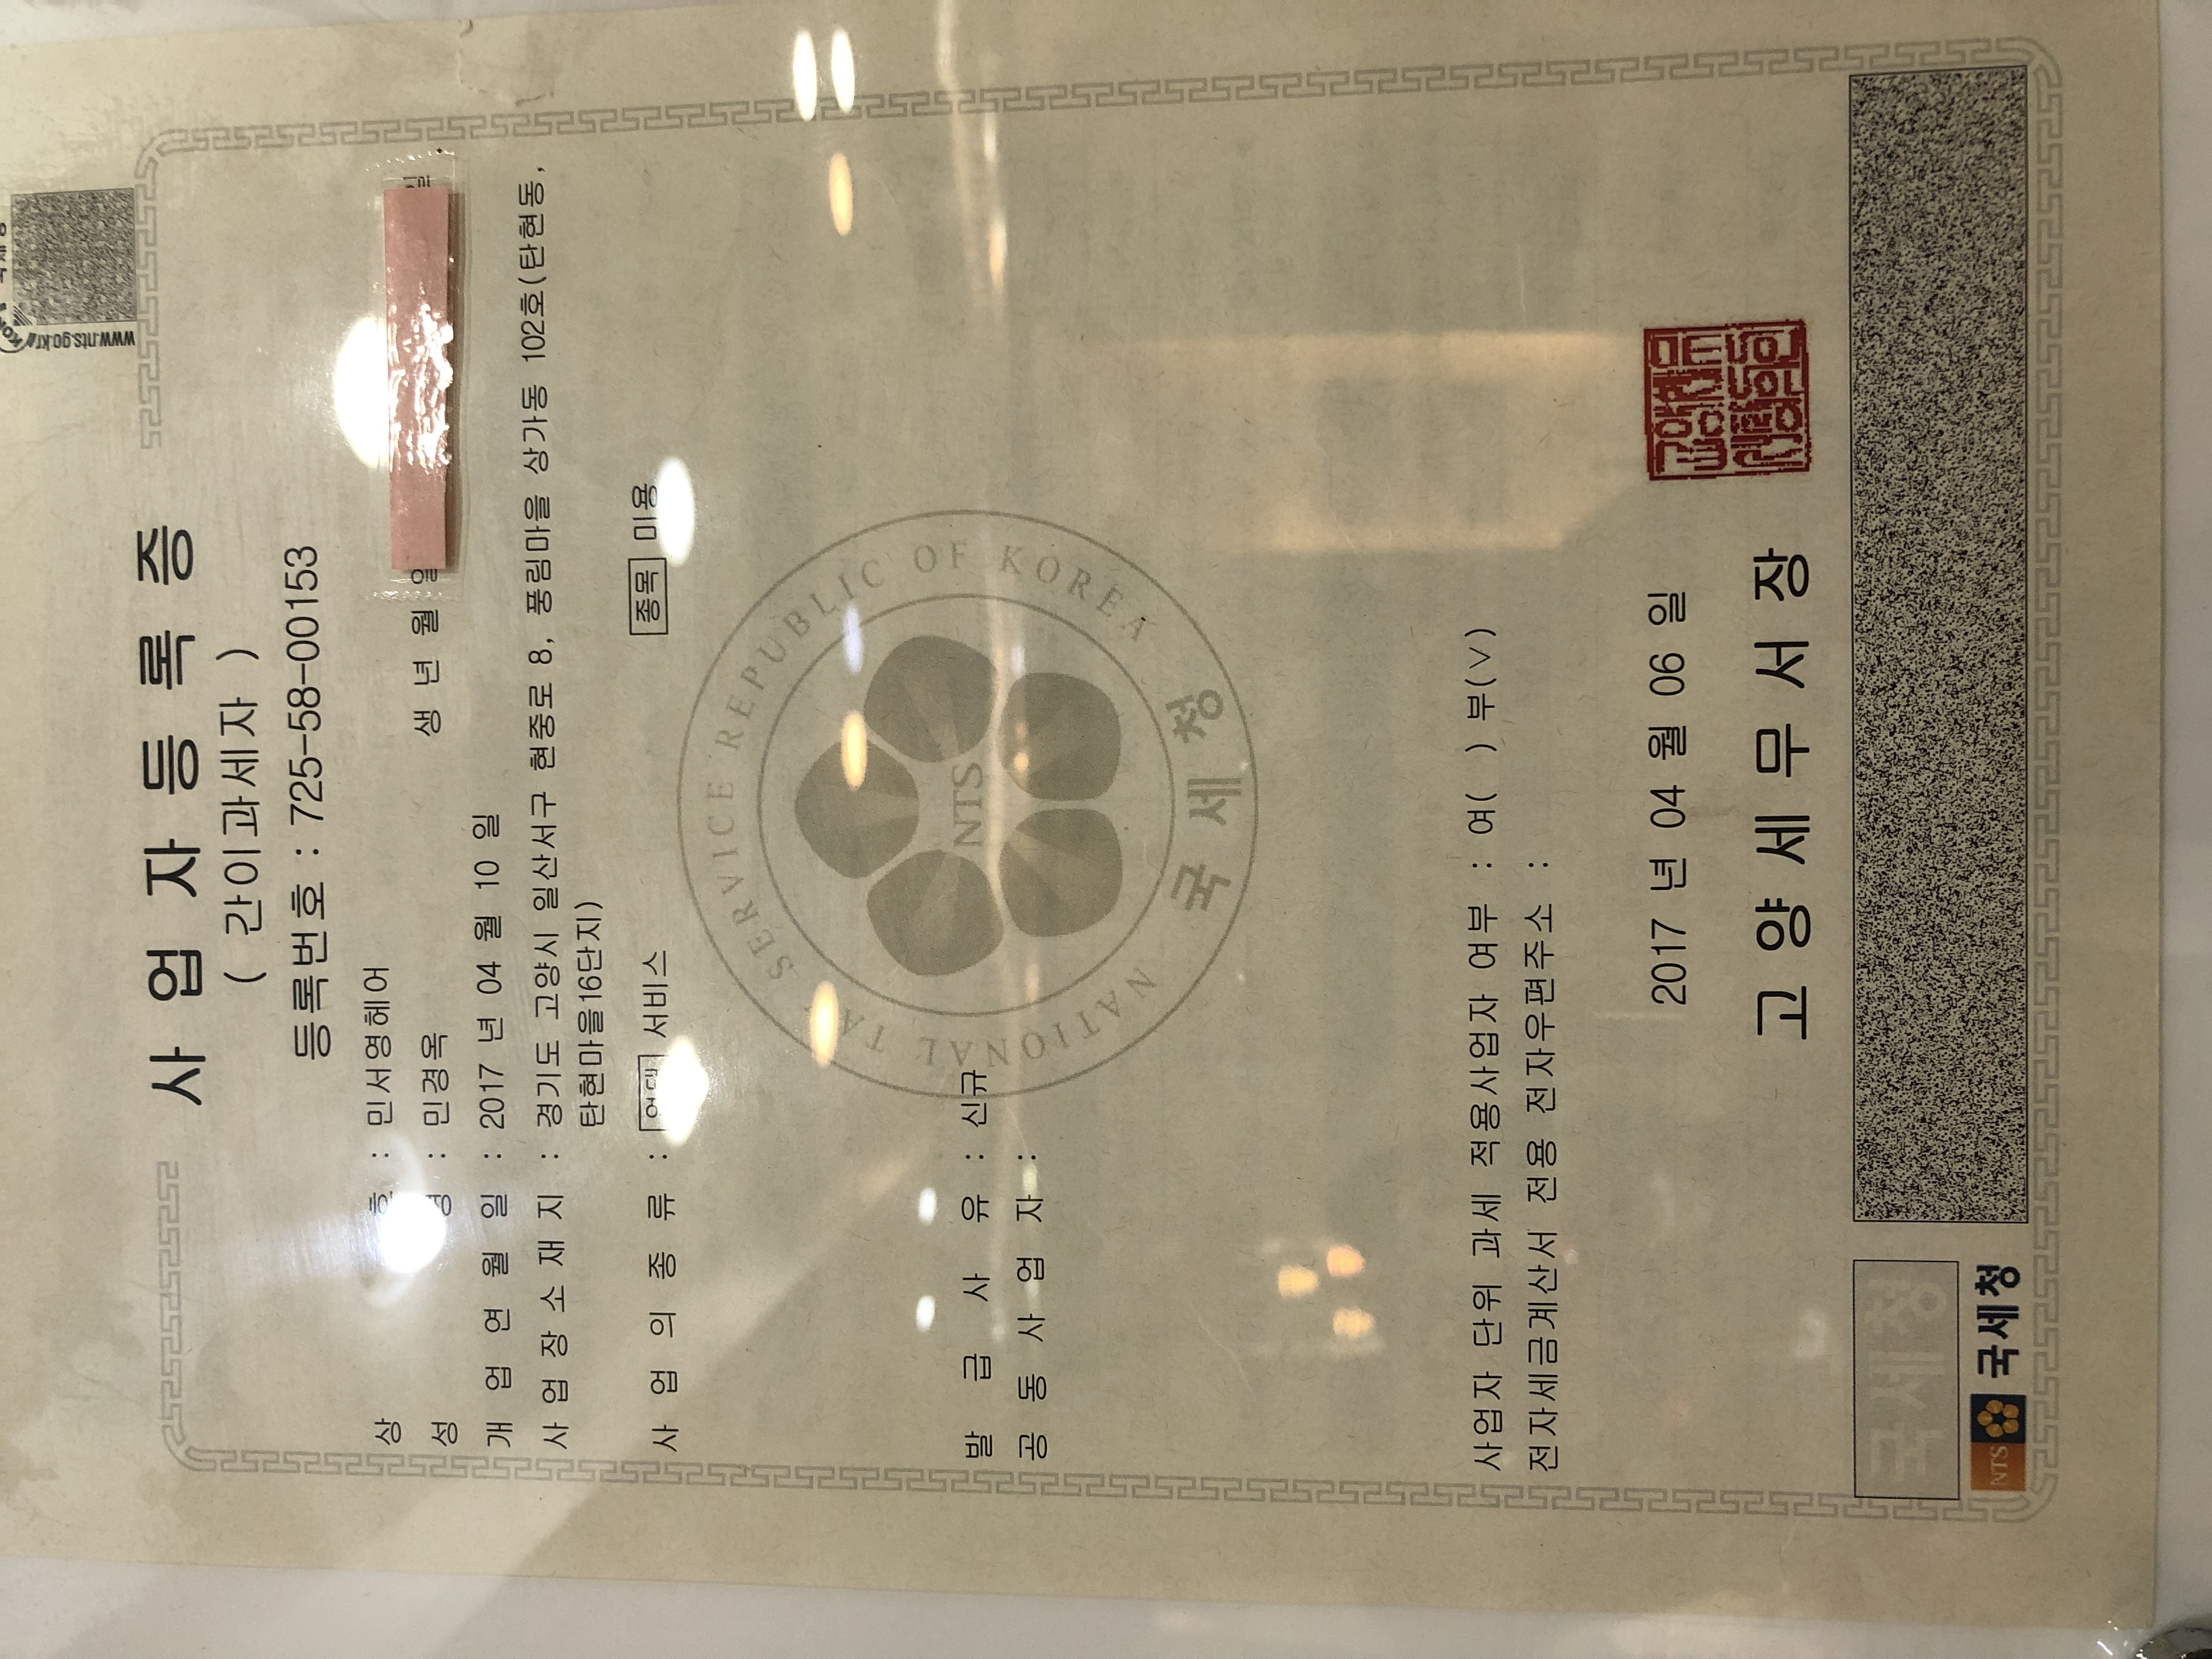 www.nts.go.kr
사 업 자 등 록 증
( 간이과세자 )
등록번호 : 725-58-00153
상 호 : 민서영헤어
성 명 : 민경옥 생 년 월 일
개 업 연 월 일 : 2017 년 04 월 10 일
사 업 장 소 재 지 : 경기도 고양시 일산서구 현중로 8, 풍림마을 상가동 102호(탄현동,
탄현마을16단지)
사 업 의 종 류 : 업태 서비스 종목 미용
NATIONAL TAX SERVICE REPUBLIC OF KOREA
NTS
국세청
발 급 사 유 : 신규
공 동 사 업 자 :
사업자 단위 과세 적용사업자 여부 : 여( ) 부(∨)
전자세금계산서 전용 전자우편주소 :
2017 년 04 월 06 일
고 양 세 무 서 장
국세청
NTS 국세청